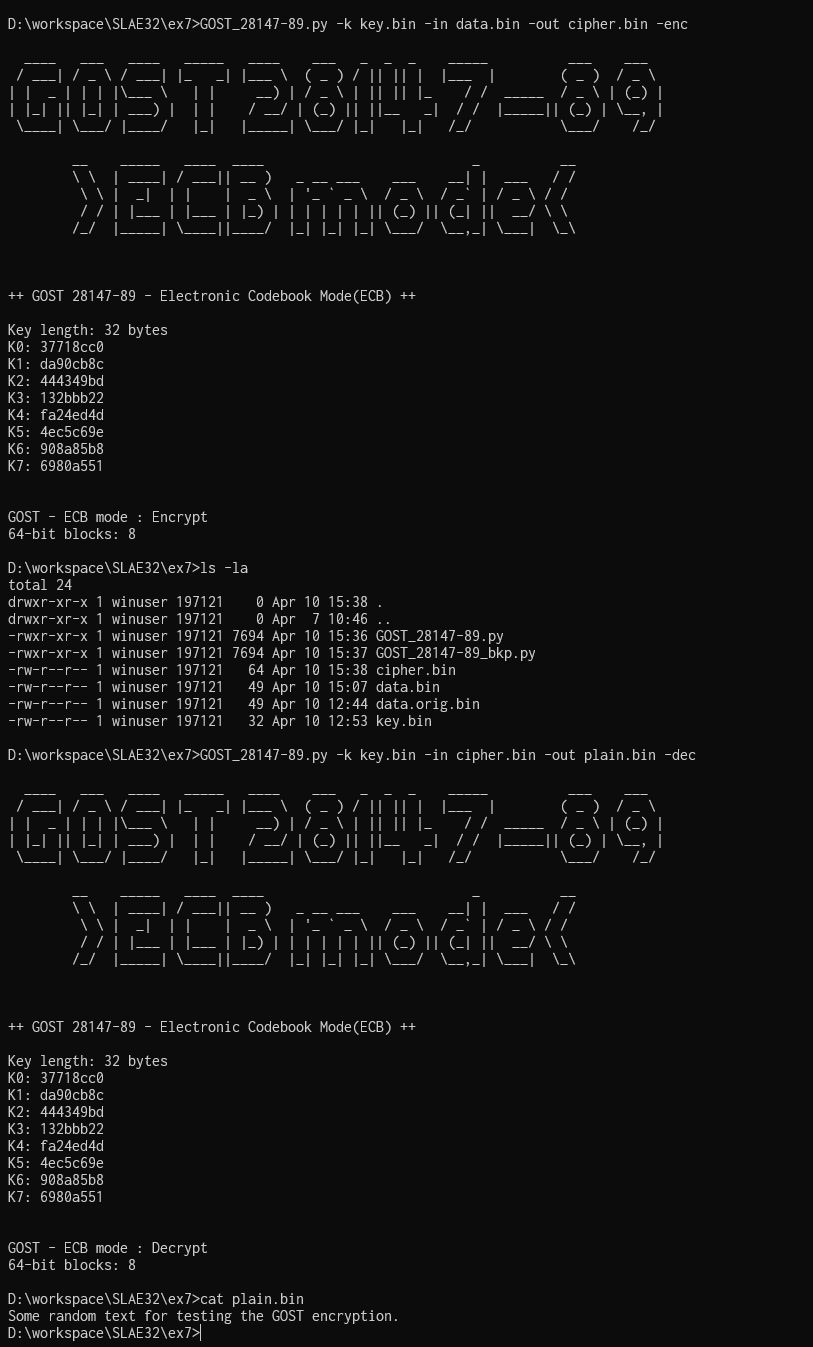 D:\workspace\SLAE32\ex7>GOST_28147-89.py -k key.bin -in data.bin -out cipher.bin -enc
GOST 28147-89
>ECB mode<
++ GOST 28147-89 - Electronic Codebook Mode(ECB) ++
Key length: 32 bytes
K0: 37718cc0
K1: da90cb8c
K2: 444349bd
K3: 132bbb22
K4: fa24ed4d
K5: 4ec5c69e
K6: 908a85b8
K7: 6980a551
GOST - ECB mode : Encrypt
64-bit blocks: 8
D:\workspace\SLAE32\ex7>ls -la
total 24
drwxr-xr-x 1 winuser 197121    0 Apr 10 15:38 .
drwxr-xr-x 1 winuser 197121    0 Apr  7 10:46 ..
-rwxr-xr-x 1 winuser 197121 7694 Apr 10 15:36 GOST_28147-89.py
-rwxr-xr-x 1 winuser 197121 7694 Apr 10 15:37 GOST_28147-89_bkp.py
-rw-r--r-- 1 winuser 197121   64 Apr 10 15:38 cipher.bin
-rw-r--r-- 1 winuser 197121   49 Apr 10 15:07 data.bin
-rw-r--r-- 1 winuser 197121   49 Apr 10 12:44 data.orig.bin
-rw-r--r-- 1 winuser 197121   32 Apr 10 12:53 key.bin
D:\workspace\SLAE32\ex7>GOST_28147-89.py -k key.bin -in cipher.bin -out plain.bin -dec
GOST 28147-89
>ECB mode<
++ GOST 28147-89 - Electronic Codebook Mode(ECB) ++
Key length: 32 bytes
K0: 37718cc0
K1: da90cb8c
K2: 444349bd
K3: 132bbb22
K4: fa24ed4d
K5: 4ec5c69e
K6: 908a85b8
K7: 6980a551
GOST - ECB mode : Decrypt
64-bit blocks: 8
D:\workspace\SLAE32\ex7>cat plain.bin
Some random text for testing the GOST encryption.
D:\workspace\SLAE32\ex7>